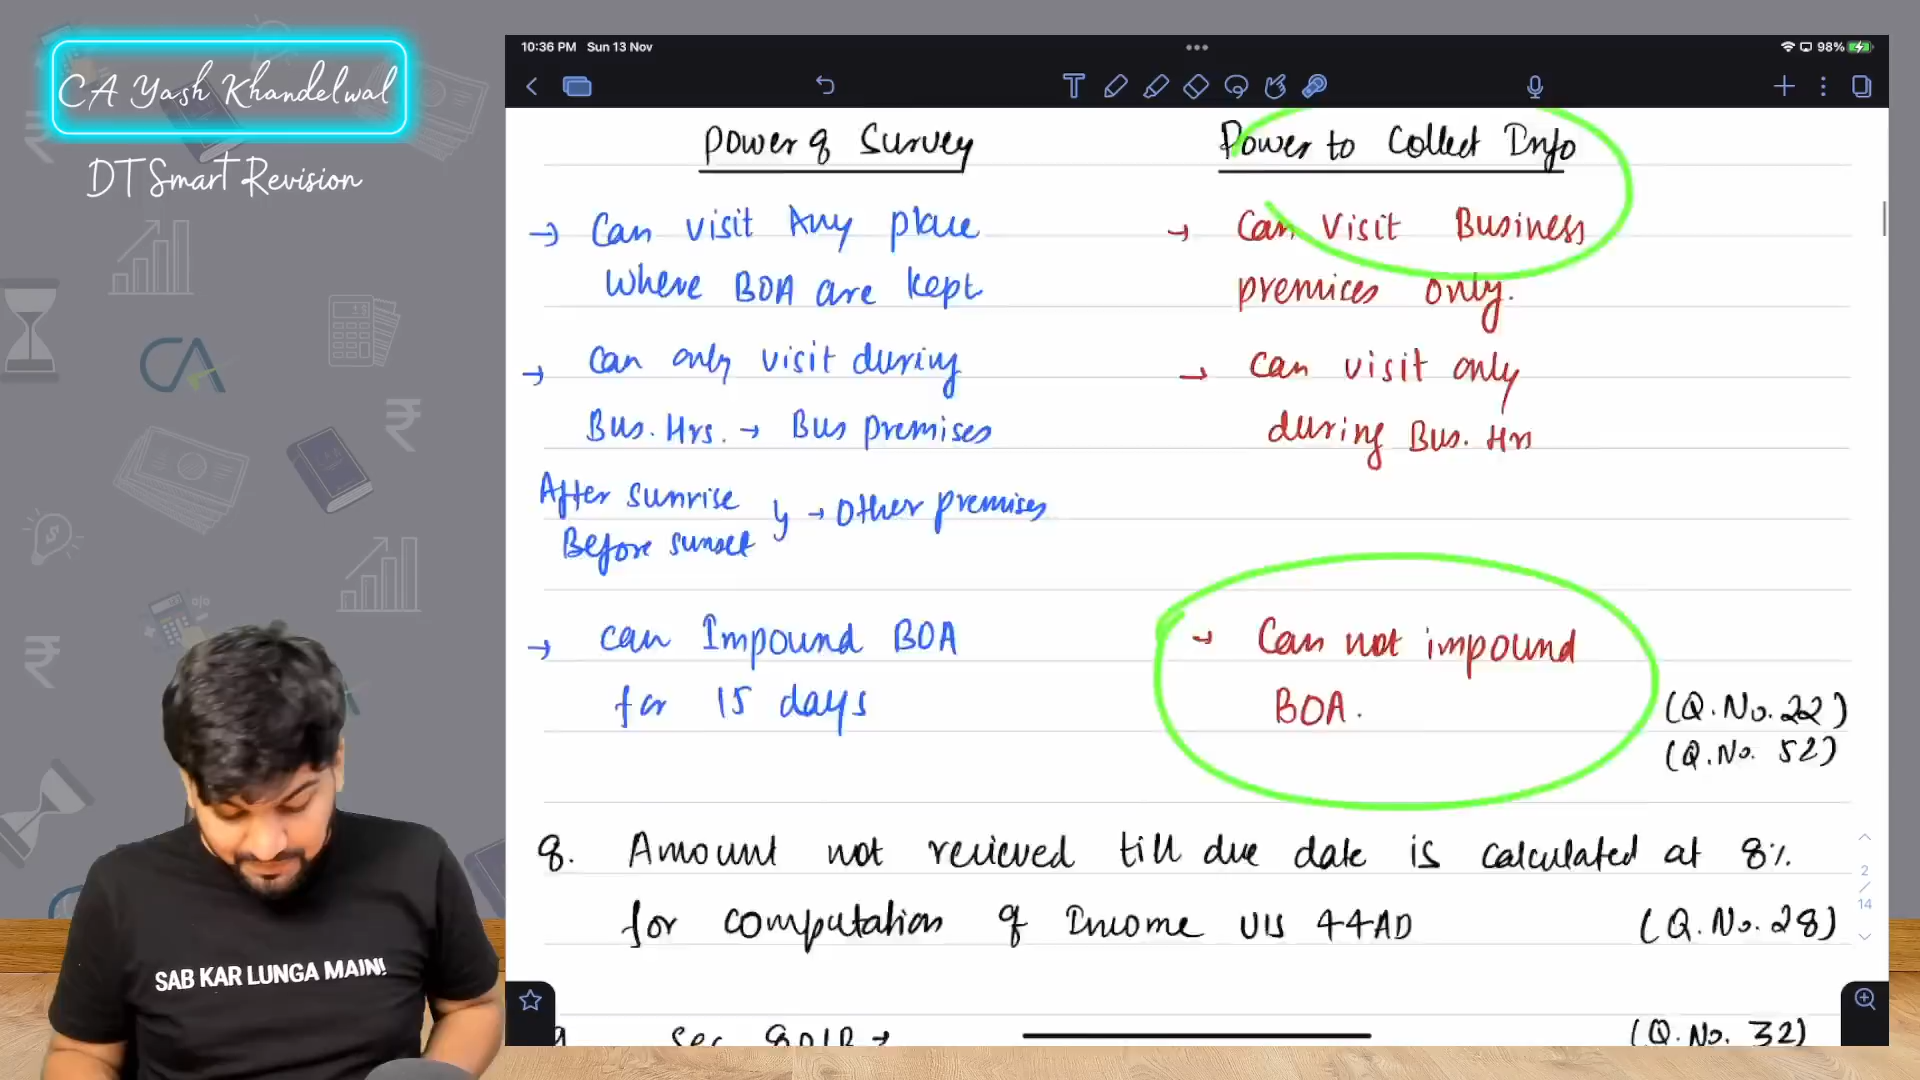 CA Yash Khandelwal
DT Smart Revision
10:36 PM Sun 13 Nov
98%
Power of Survey
Power to Collect Info
→ Can visit Any place
where BOA are kept
→ Can Visit Business
premices only.
→ Can only visit during
Bus. Hrs. → Bus premises
→ Can visit only
during Bus. Hrs
After sunrise
Before sunset } → Other premises
→ can Impound BOA
for 15 days
→ Can not impound
BOA.
(Q. No. 22)
(Q. No. 52)
8. Amount not recieved till due date is calculated at 8%
for computation of Income U/S 44AD (Q. No. 28)
(Q. No. 32)
2
/
14
CA
SAB KAR LUNGA MAIN!